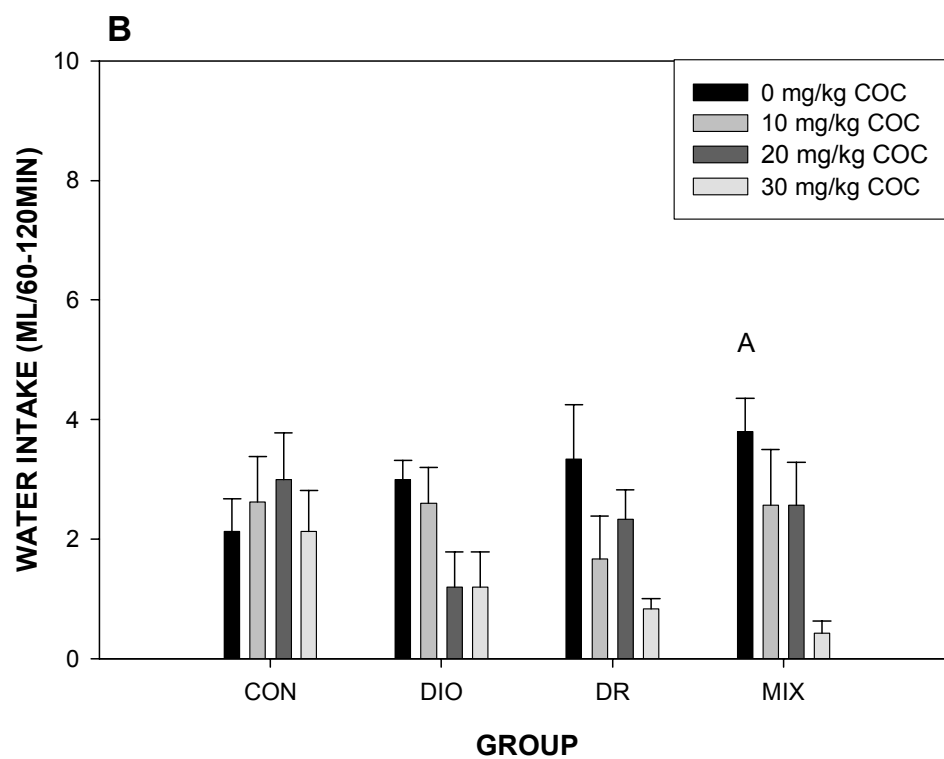 B
10
8
6
4
2
0
WATER INTAKE (ML/60-120MIN)
0 mg/kg COC
10 mg/kg COC
20 mg/kg COC
30 mg/kg COC
A
CON DIO DR MIX
GROUP